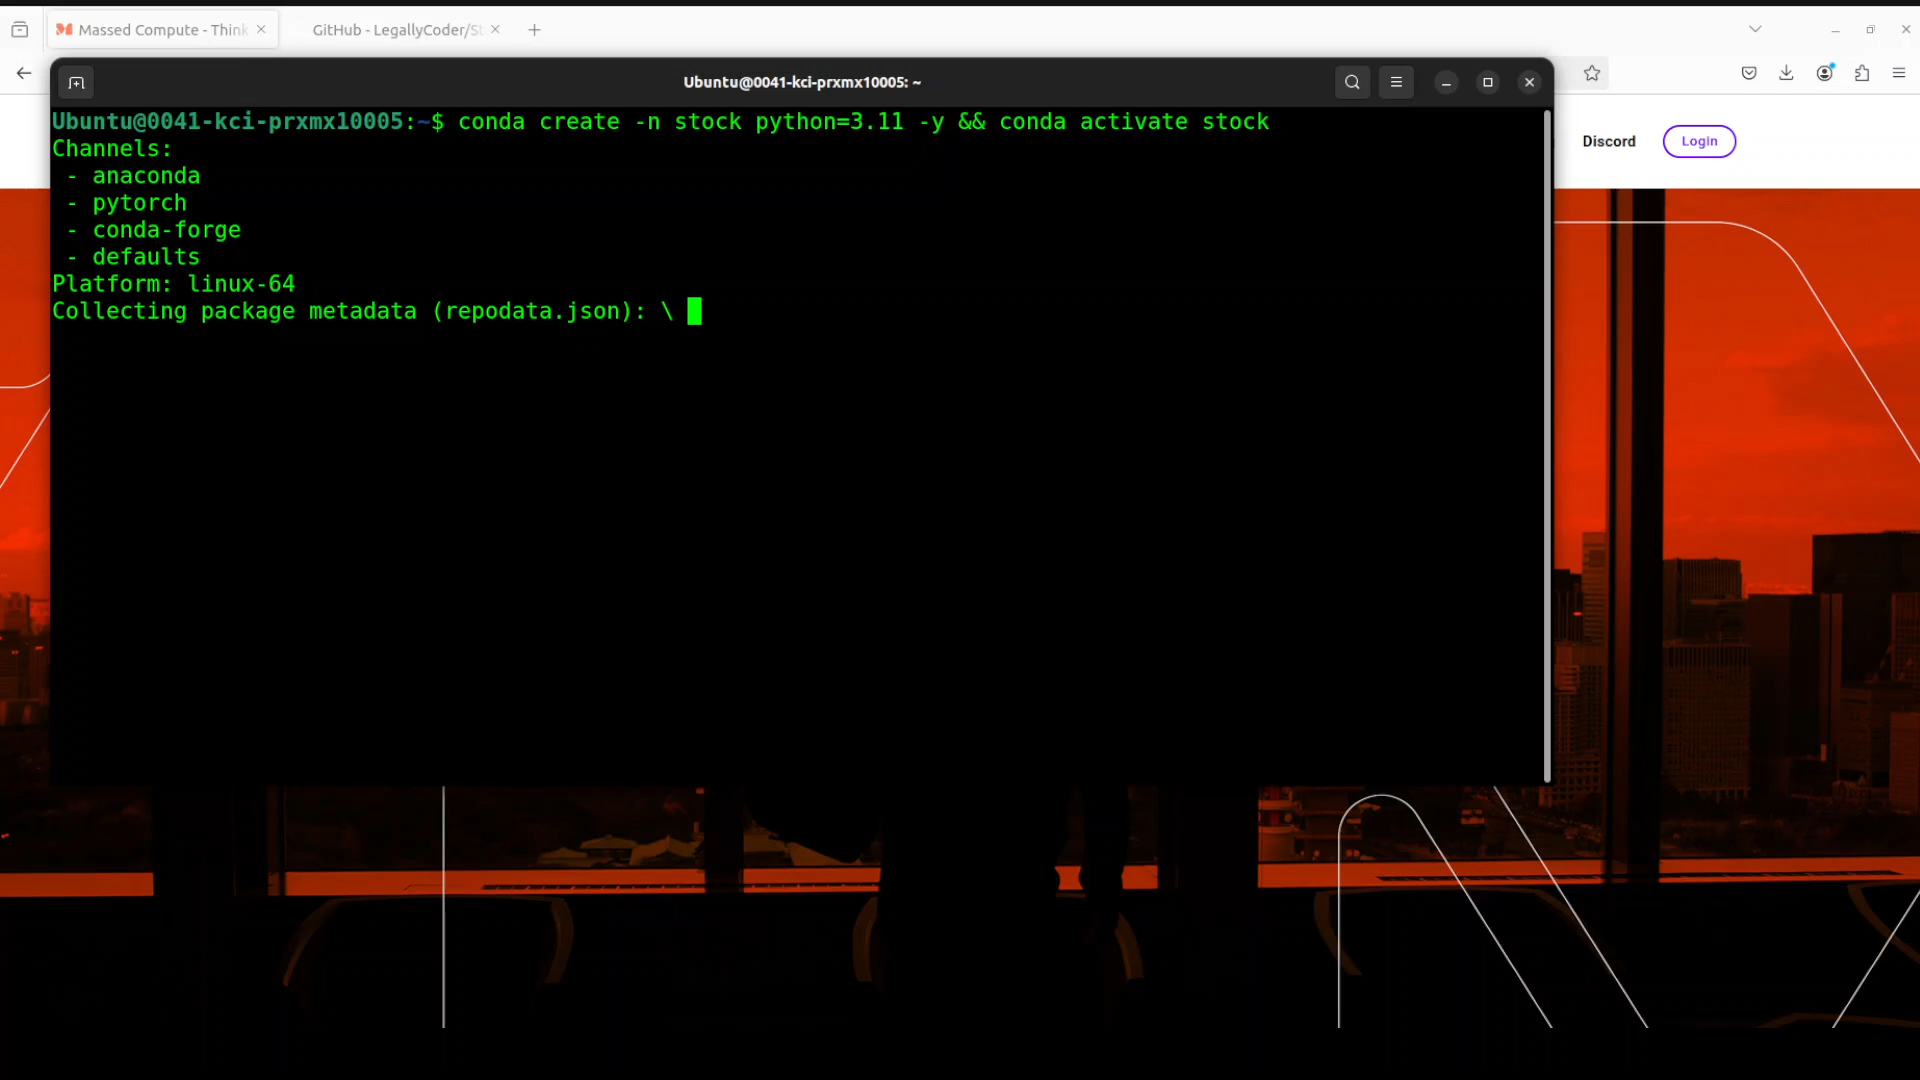 Massed Compute - Think
GitHub - LegallyCoder/St
Ubuntu@0041-kci-prxmx10005: ~
Ubuntu@0041-kci-prxmx10005:~$ conda create -n stock python=3.11 -y && conda activate stock
Channels:
- anaconda
- pytorch
- conda-forge
- defaults
Platform: linux-64
Collecting package metadata (repodata.json): \
Discord
Login